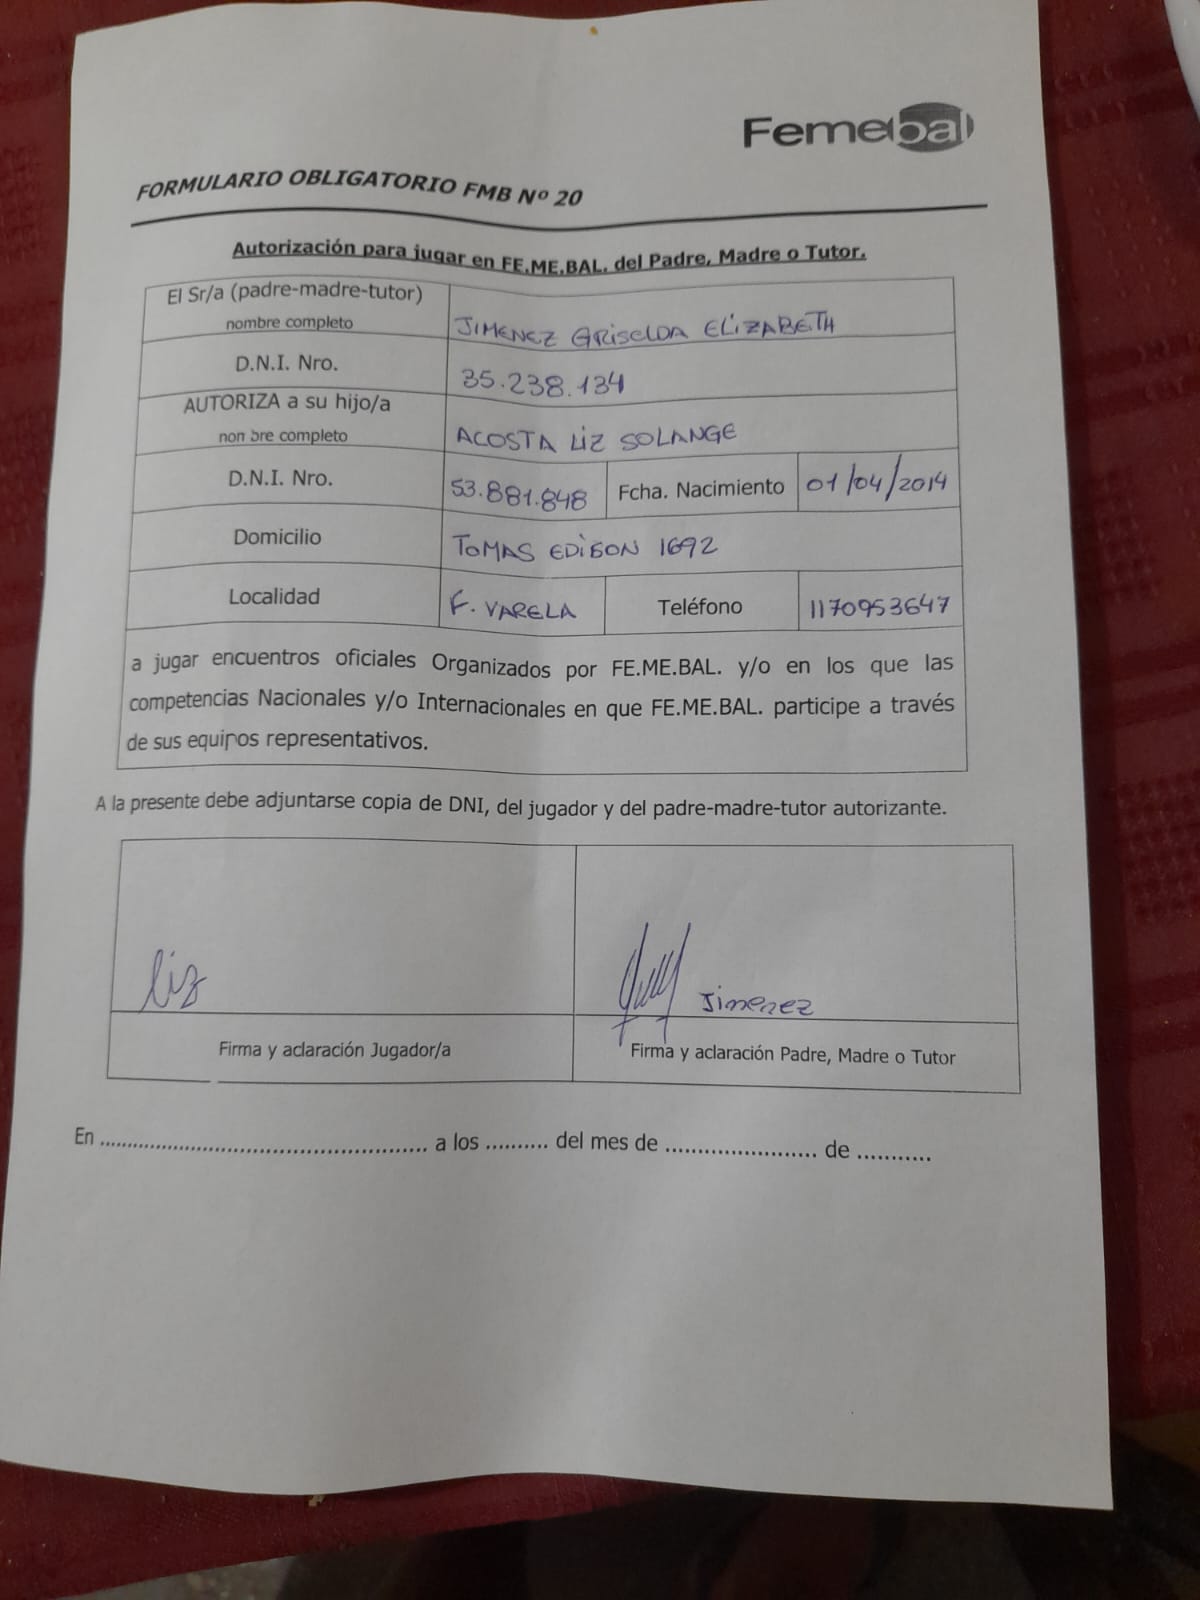 Femebal
FORMULARIO OBLIGATORIO FMB Nº 20
Autorización para jugar en FE.ME.BAL. del Padre, Madre o Tutor.
El Sr/a (padre-madre-tutor)
nombre completo JIMENEZ GRISELDA ELIZABETH
D.N.I. Nro. 35.238.134
AUTORIZA a su hijo/a
nombre completo ACOSTA LIZ SOLANGE
D.N.I. Nro. 53.881.848 Fcha. Nacimiento 01/04/2014
Domicilio TOMAS EDISON 1692
Localidad F. VARELA Teléfono 1170953647
a jugar encuentros oficiales Organizados por FE.ME.BAL. y/o en los que las
competencias Nacionales y/o Internacionales en que FE.ME.BAL. participe a través
de sus equipos representativos.
A la presente debe adjuntarse copia de DNI, del jugador y del padre-madre-tutor autorizante.
Liz Jimenez
Firma y aclaración Jugador/a Firma y aclaración Padre, Madre o Tutor
En .................................................. a los .......... del mes de ........................ de ...........